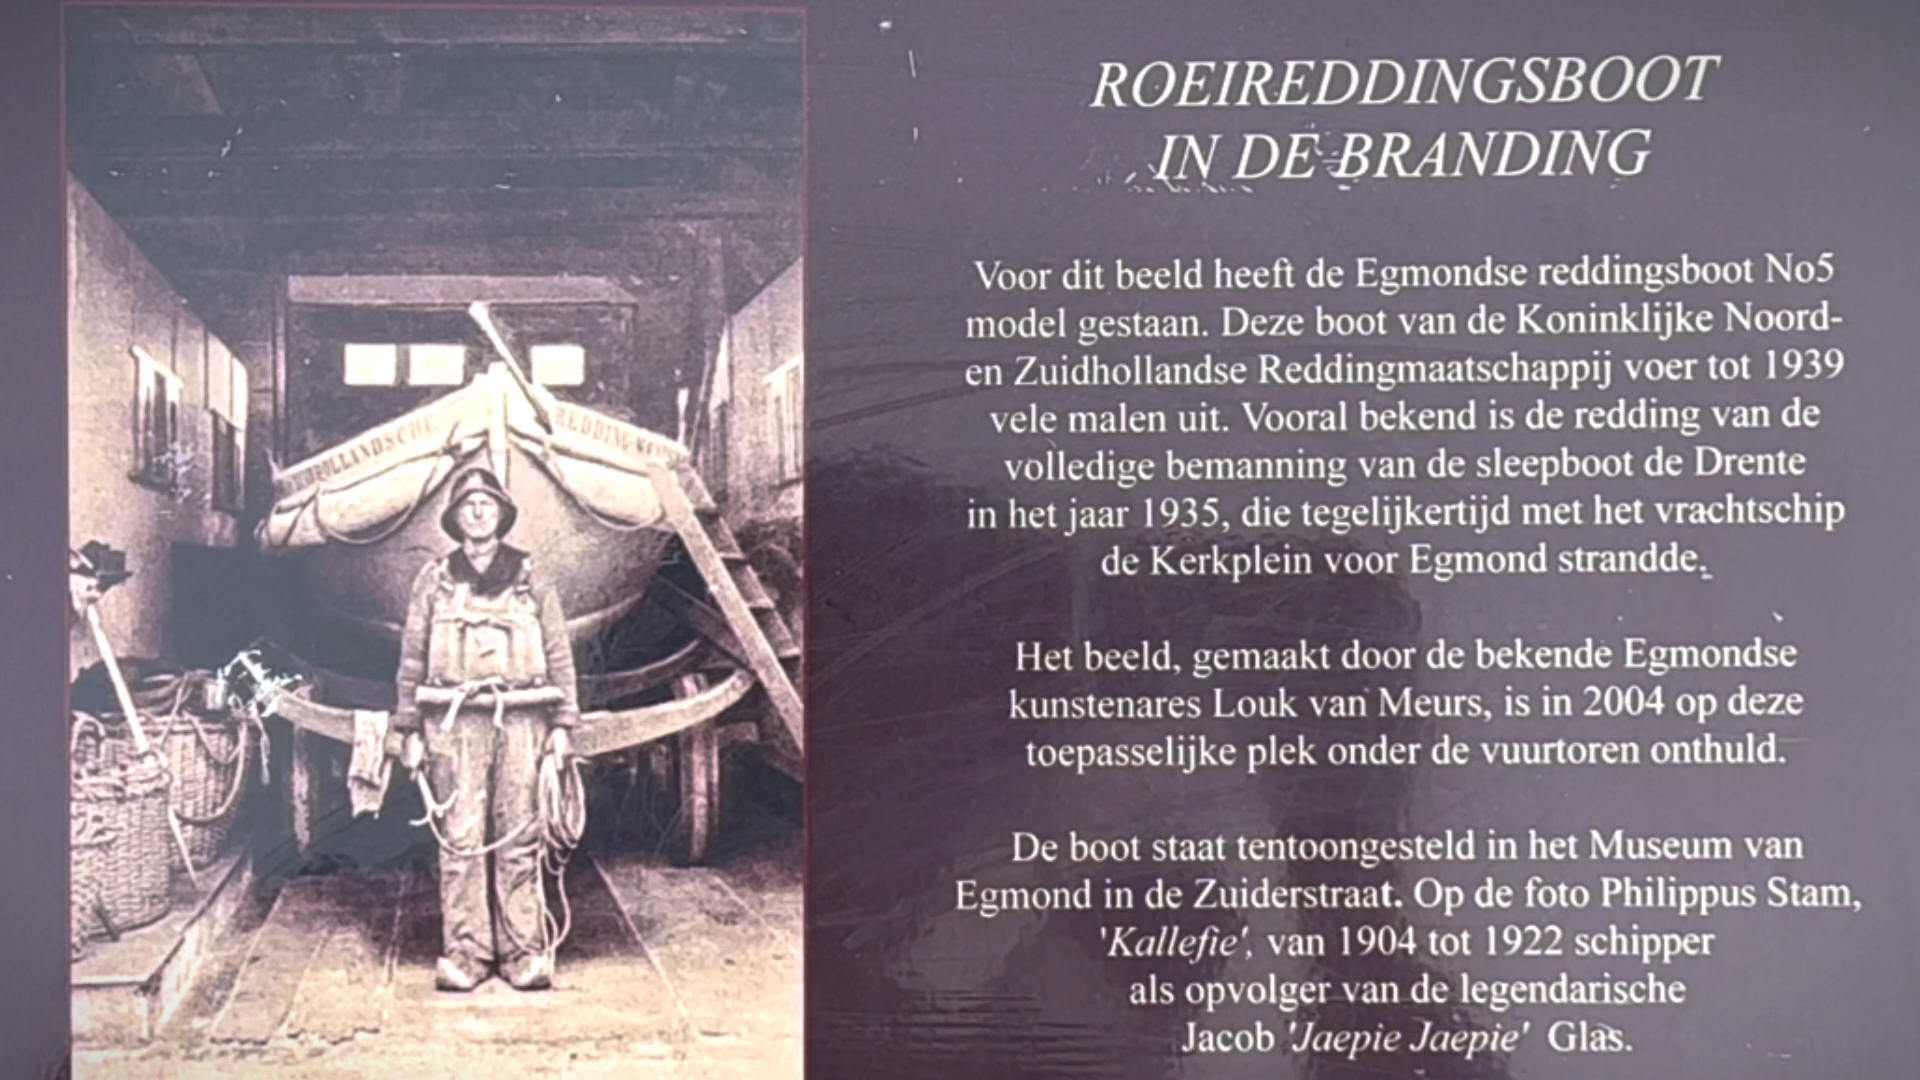 ROEIREDDINGSBOOT
IN DE BRANDING
Voor dit beeld heeft de Egmondse reddingsboot No5
model gestaan. Deze boot van de Koninklijke Noord-
en Zuidhollandse Reddingmaatschappij voer tot 1939
vele malen uit. Vooral bekend is de redding van de
volledige bemanning van de sleepboot de Drente
in het jaar 1935, die tegelijkertijd met het vrachtschip
de Kerkplein voor Egmond strandde.
Het beeld, gemaakt door de bekende Egmondse
kunstenares Louk van Meurs, is in 2004 op deze
toepasselijke plek onder de vuurtoren onthuld.
De boot staat tentoongesteld in het Museum van
Egmond in de Zuiderstraat. Op de foto Philippus Stam,
'Kallefie', van 1904 tot 1922 schipper
als opvolger van de legendarische
Jacob 'Jaepie Jaepie' Glas.